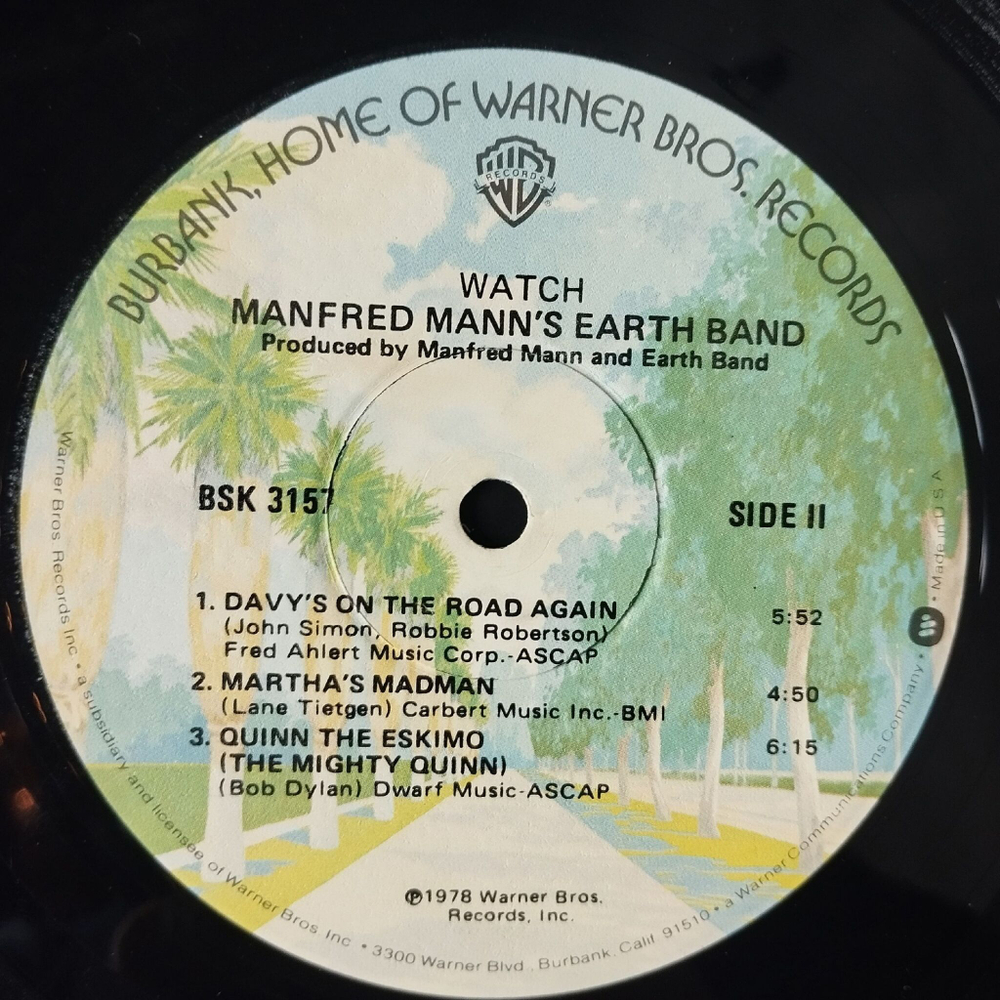 BURBANK, HOME OF WARNER BROS. RECORDS
RECORDS
®
WATCH
MANFRED MANN'S EARTH BAND
Produced by Manfred Mann and Earth Band
BSK 3157
SIDE II
1. DAVY'S ON THE ROAD AGAIN 5:52
(John Simon, Robbie Robertson)
Fred Ahlert Music Corp.-ASCAP
2. MARTHA'S MADMAN 4:50
(Lane Tietgen) Carbert Music Inc.-BMI
3. QUINN THE ESKIMO 6:15
(THE MIGHTY QUINN)
(Bob Dylan) Dwarf Music-ASCAP
℗1978 Warner Bros.
Records, Inc.
Warner Bros. Records Inc • a subsidiary and licensee of Warner Bros. Inc • 3300 Warner Blvd., Burbank, Calif. 91510 • a Warner Communications Company • Made in U S A